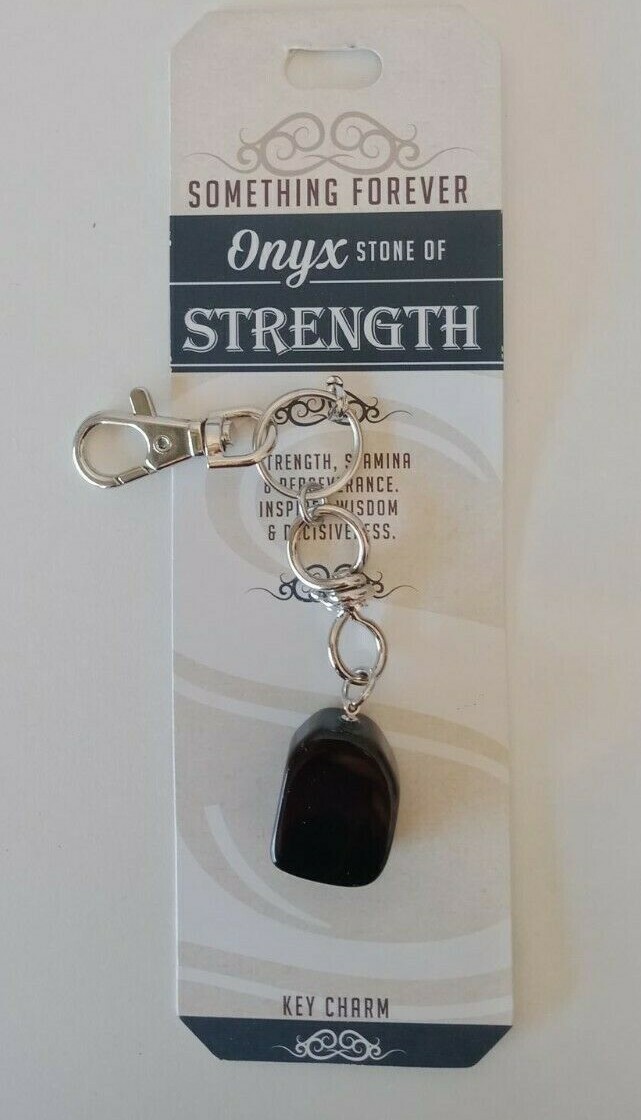 SOMETHING FOREVER
Onyx STONE OF
STRENGTH
STRENGTH, STAMINA
& PERSEVERANCE.
INSPIRES WISDOM
& DECISIVENESS.
KEY CHARM